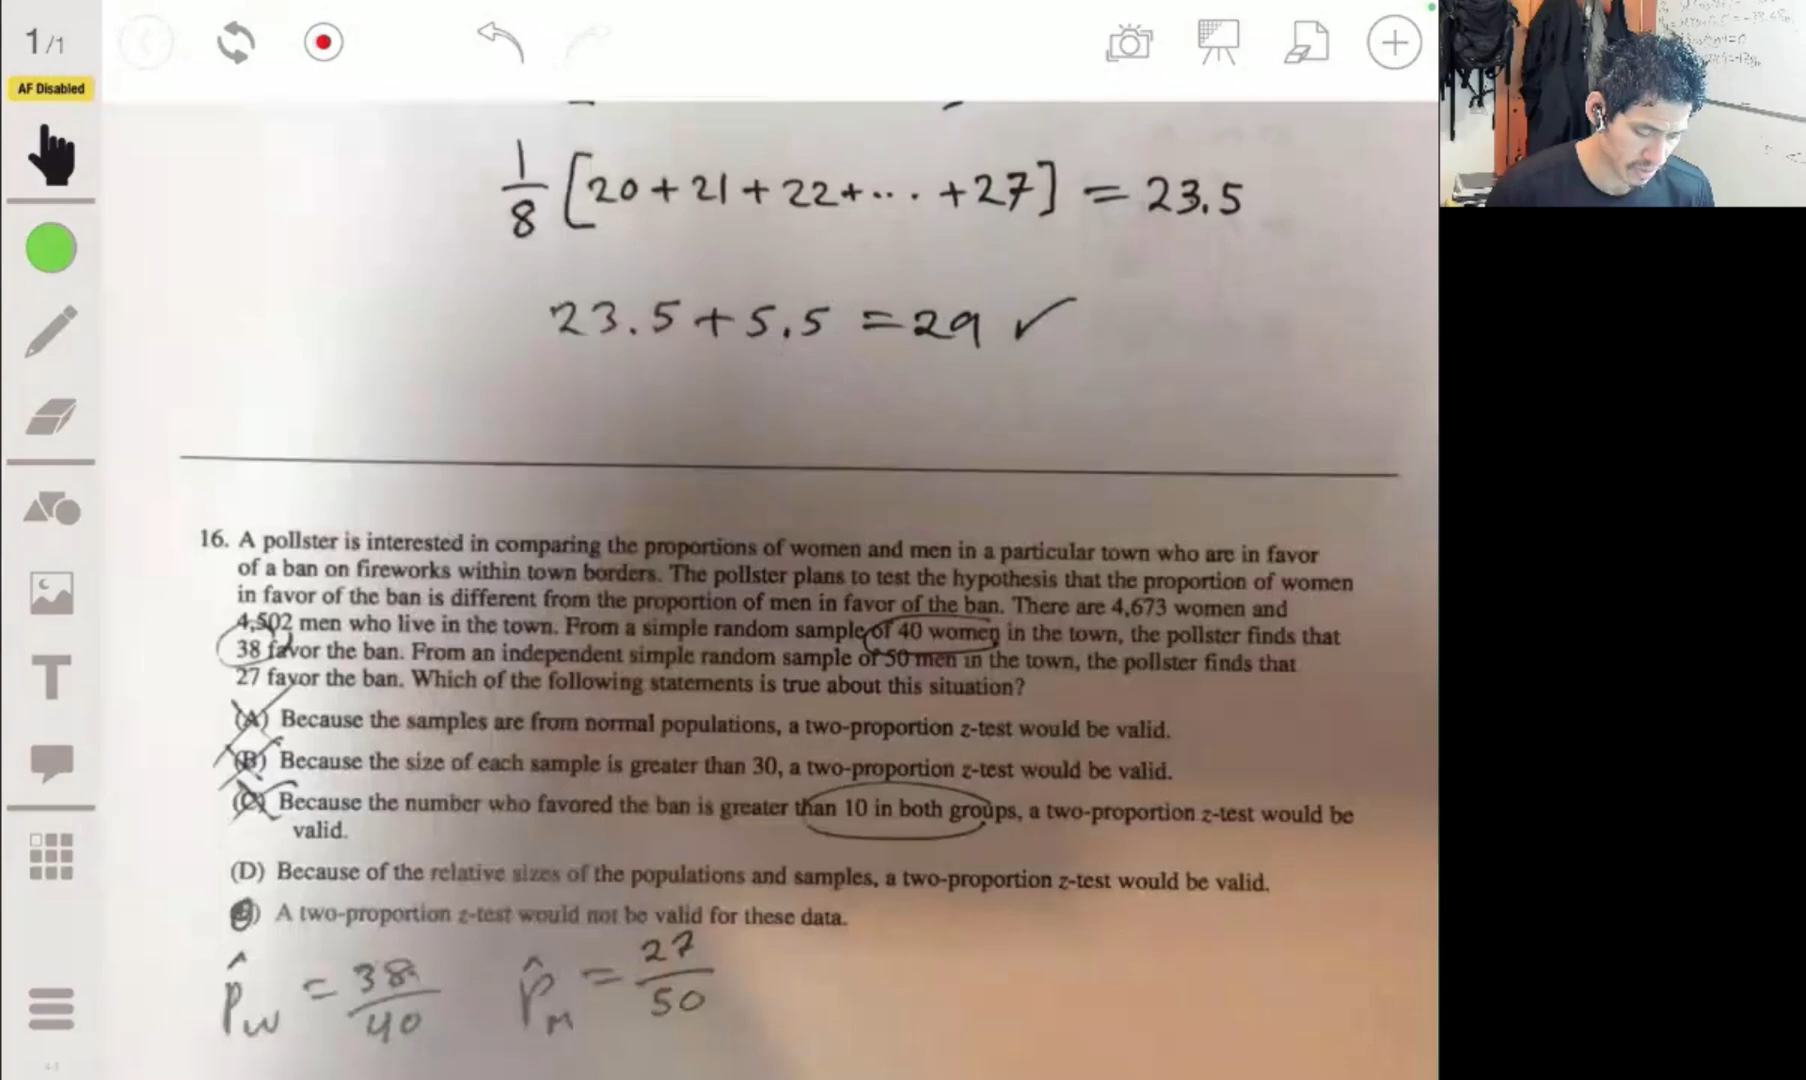 1/1
AF Disabled
1/8 [20+21+22+··· +27] = 23.5
23.5+5.5 =29 ✓
16. A pollster is interested in comparing the proportions of women and men in a particular town who are in favor
of a ban on fireworks within town borders. The pollster plans to test the hypothesis that the proportion of women
in favor of the ban is different from the proportion of men in favor of the ban. There are 4,673 women and
4,502 men who live in the town. From a simple random sample of 40 women in the town, the pollster finds that
38 favor the ban. From an independent simple random sample of 50 men in the town, the pollster finds that
27 favor the ban. Which of the following statements is true about this situation?
(A) Because the samples are from normal populations, a two-proportion z-test would be valid.
(B) Because the size of each sample is greater than 30, a two-proportion z-test would be valid.
(C) Because the number who favored the ban is greater than 10 in both groups, a two-proportion z-test would be
valid.
(D) Because of the relative sizes of the populations and samples, a two-proportion z-test would be valid.
(E) A two-proportion z-test would not be valid for these data.
p̂w = 38/40 p̂M = 27/50
T